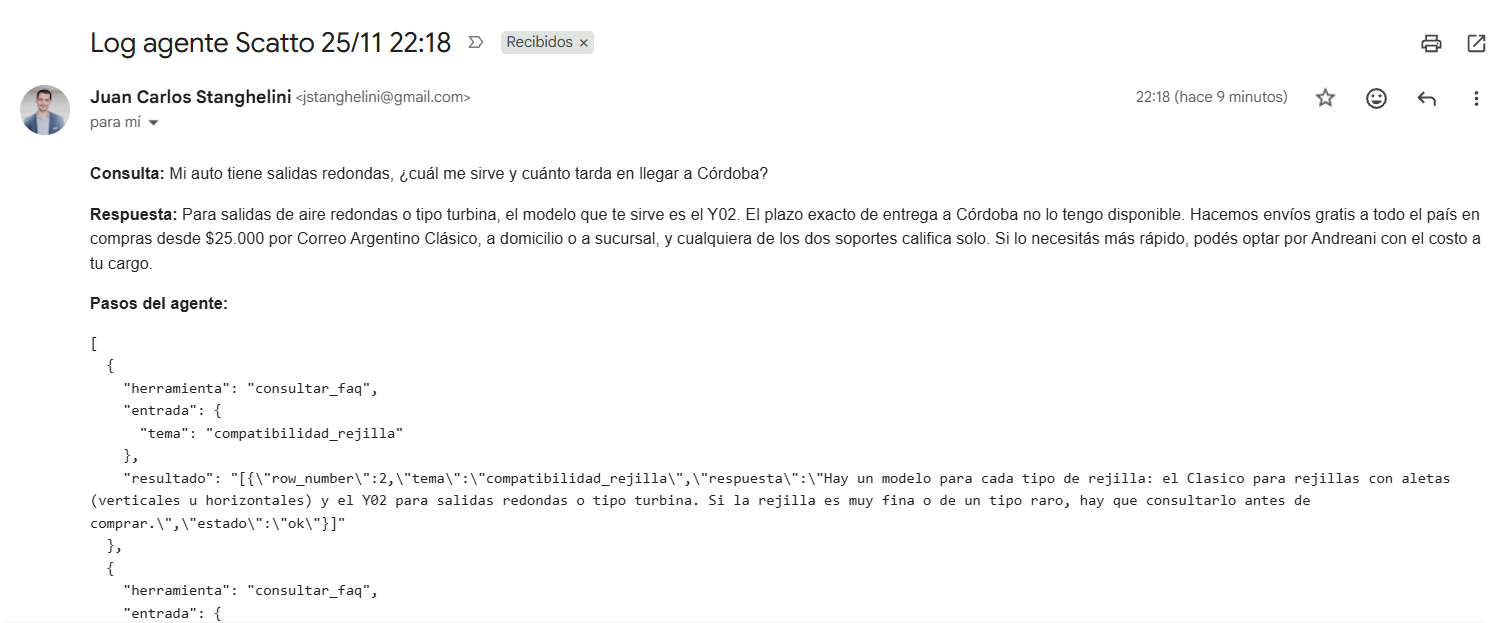 Log agente Scatto 25/11 22:18 Recibidos ×
Juan Carlos Stanghelini <jstanghelini@gmail.com> 22:18 (hace 9 minutos)
para mí
Consulta: Mi auto tiene salidas redondas, ¿cuál me sirve y cuánto tarda en llegar a Córdoba?
Respuesta: Para salidas de aire redondas o tipo turbina, el modelo que te sirve es el Y02. El plazo exacto de entrega a Córdoba no lo tengo disponible. Hacemos envíos gratis a todo el país en
compras desde $25.000 por Correo Argentino Clásico, a domicilio o a sucursal, y cualquiera de los dos soportes califica solo. Si lo necesitás más rápido, podés optar por Andreani con el costo a
tu cargo.
Pasos del agente:
[
  {
    "herramienta": "consultar_faq",
    "entrada": {
      "tema": "compatibilidad_rejilla"
    },
    "resultado": "[{\"row_number\":2,\"tema\":\"compatibilidad_rejilla\",\"respuesta\":\"Hay un modelo para cada tipo de rejilla: el Clasico para rejillas con aletas
(verticales u horizontales) y el Y02 para salidas redondas o tipo turbina. Si la rejilla es muy fina o de un tipo raro, hay que consultarlo antes de
comprar.\",\"estado\":\"ok\"}]"
  },
  {
    "herramienta": "consultar_faq",
    "entrada": {